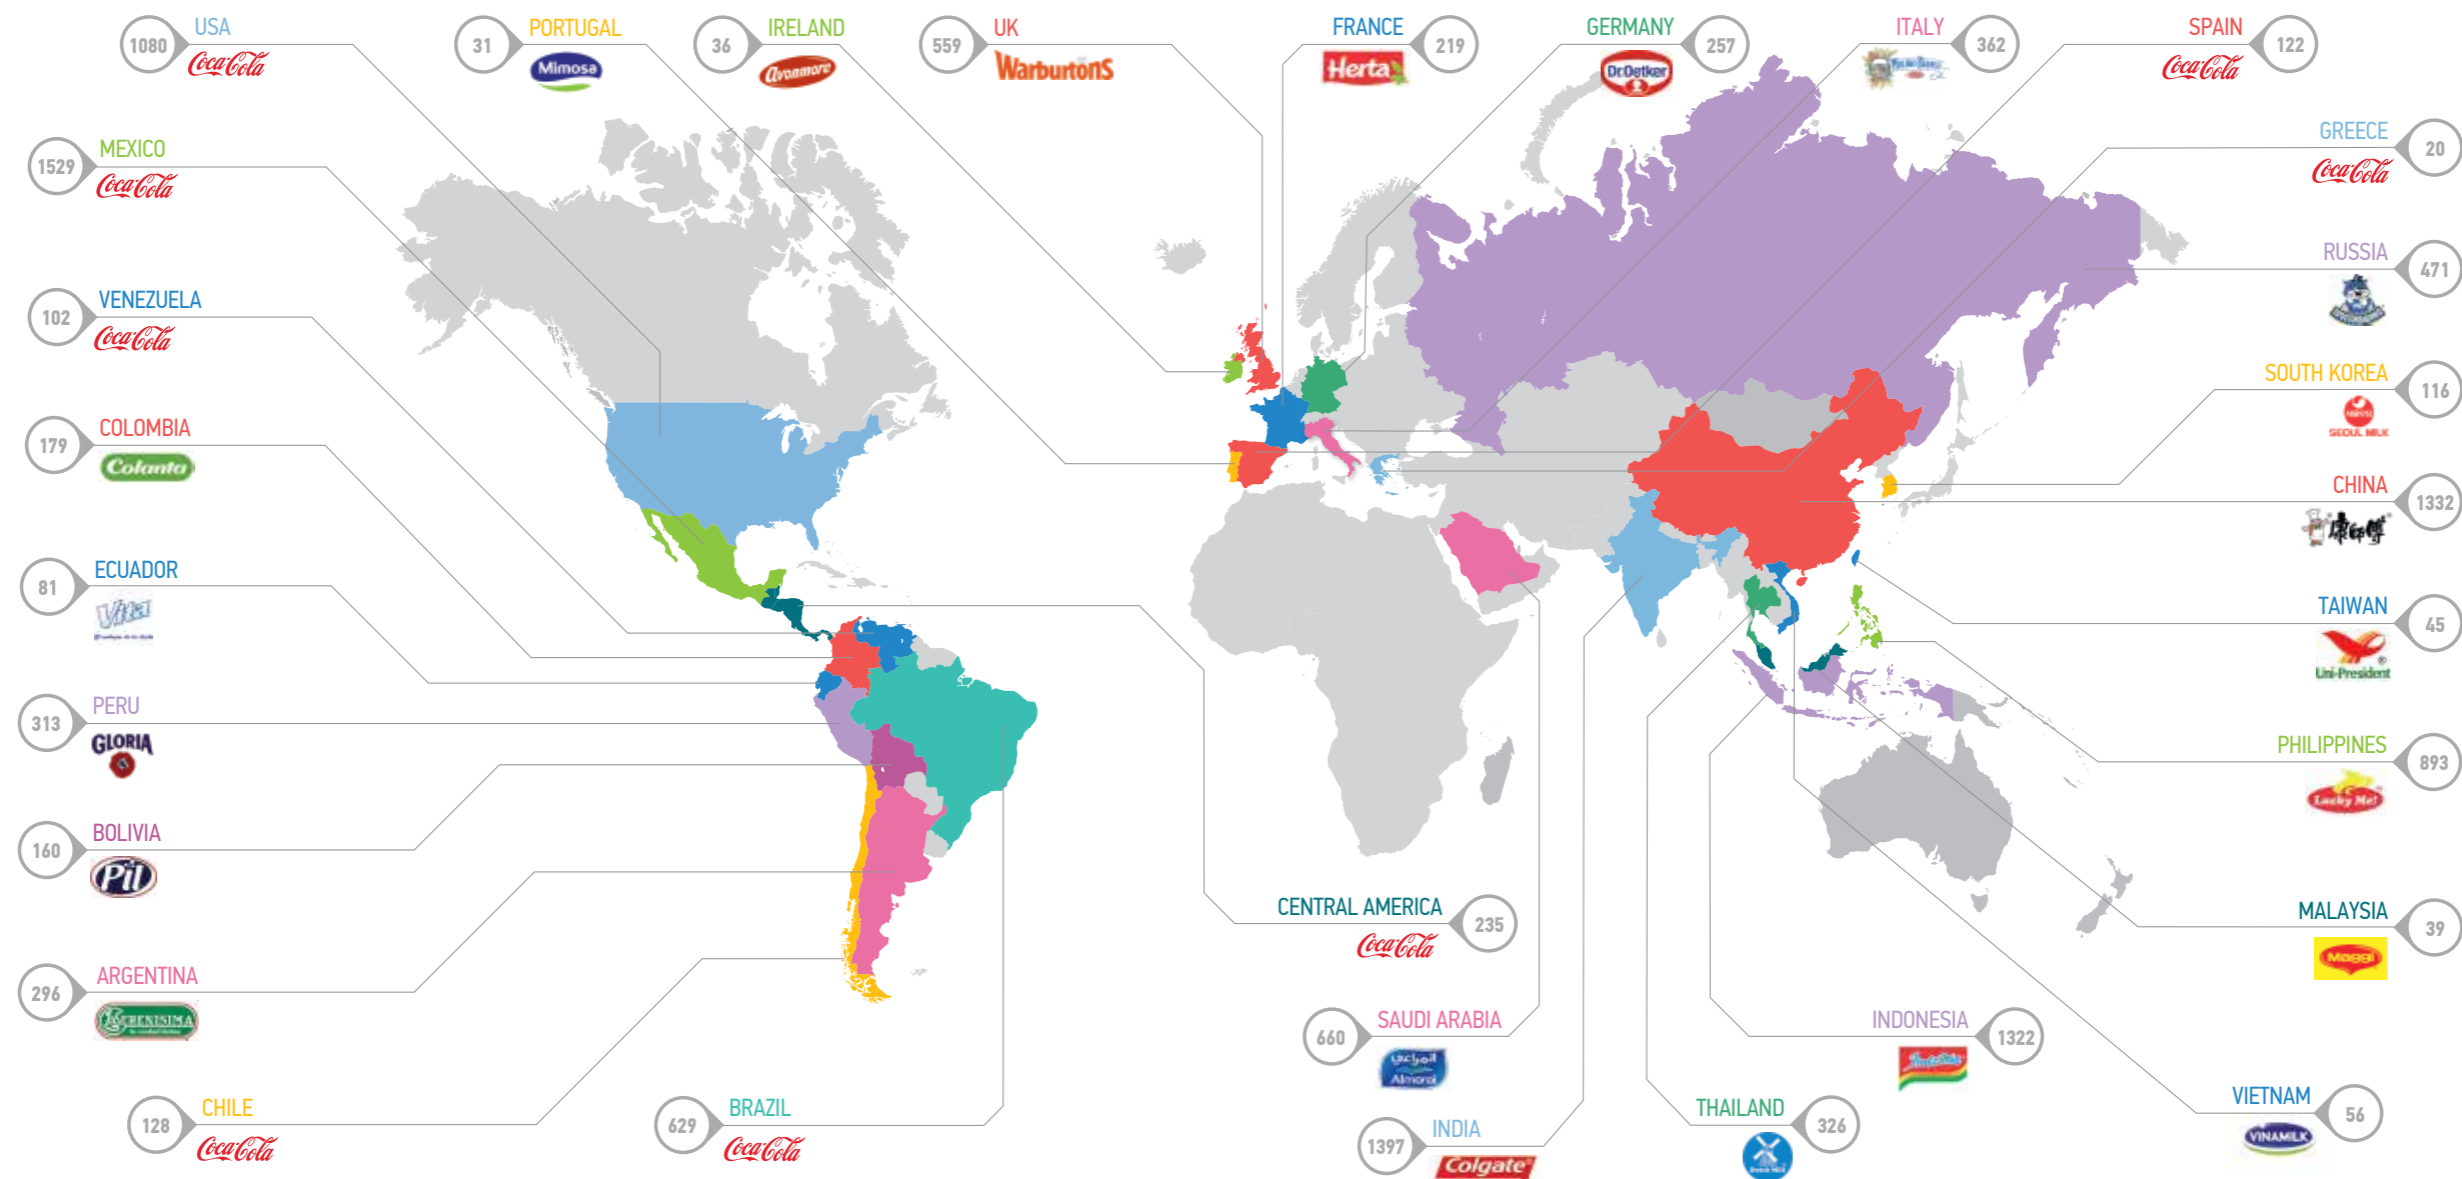 1080
USA
Coca-Cola
31
PORTUGAL
Mimosa
36
IRELAND
avonmore
559
UK
Warburtons
FRANCE
219
Herta
GERMANY
257
Dr.Oetker
ITALY
362
SPAIN
122
Coca-Cola
GREECE
20
Coca-Cola
1529
MEXICO
Coca-Cola
RUSSIA
471
102
VENEZUELA
Coca-Cola
SOUTH KOREA
116
SEOUL MILK
179
COLOMBIA
Colanta
CHINA
1332
康師傅
81
ECUADOR
Vita
TAIWAN
45
Uni-President
®
313
PERU
GLORIA
PHILIPPINES
893
Lucky Me!
160
BOLIVIA
Pil
CENTRAL AMERICA
235
Coca-Cola
MALAYSIA
39
Maggi
296
ARGENTINA
SERENISIMA
660
SAUDI ARABIA
المراعي
Almarai
INDONESIA
1322
Indomie
128
CHILE
Coca-Cola
629
BRAZIL
Coca-Cola
1397
INDIA
Colgate
THAILAND
326
Dutch Mill
VIETNAM
56
VINAMILK